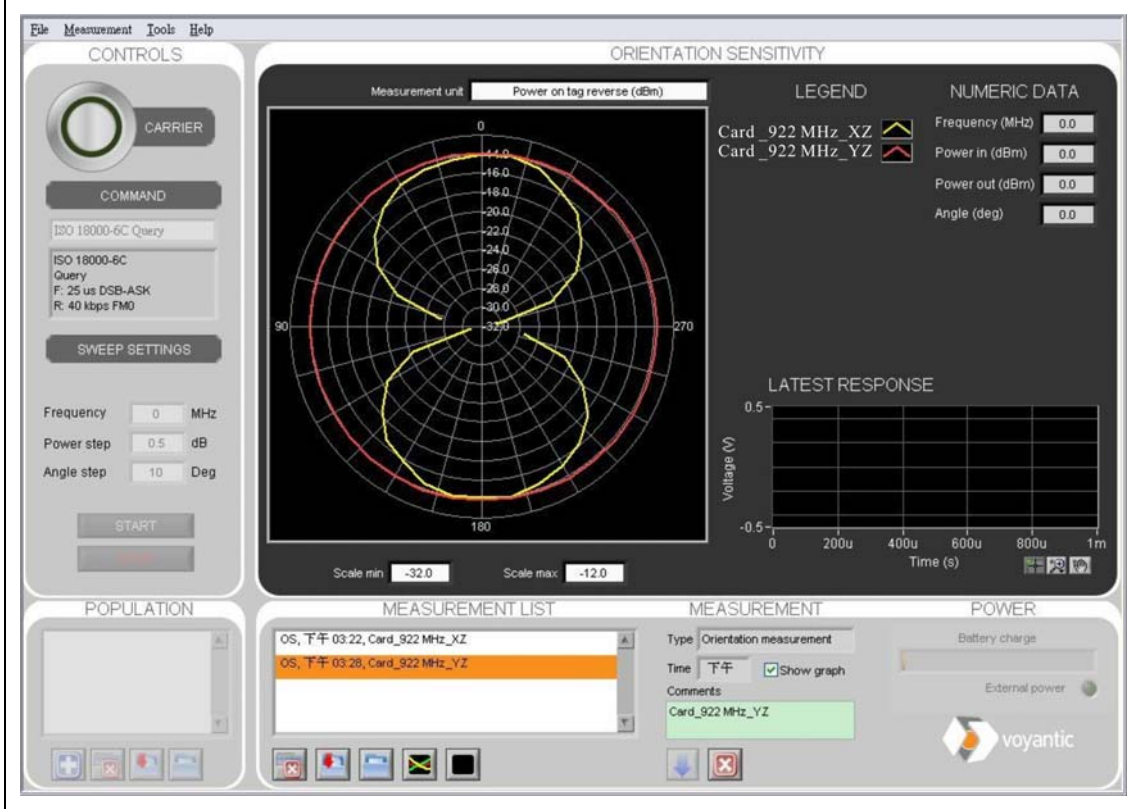 File Measurement Tools Help
CONTROLS
CARRIER
COMMAND
ISO 18000-6C Query
ISO 18000-6C
Query
F: 25 us DSB-ASK
R: 40 kbps FM0
SWEEP SETTINGS
Frequency 0 MHz
Power step 0.5 dB
Angle step 10 Deg
START
ORIENTATION SENSITIVITY
Measurement unit Power on tag reverse (dBm)
0
-14.0
-16.0
-18.0
-20.0
-22.0
-24.0
-26.0
-28.0
-30.0
-32.0
90
270
180
Scale min -32.0 Scale max -12.0
LEGEND
Card _922 MHz_XZ
Card _922 MHz_YZ
NUMERIC DATA
Frequency (MHz) 0.0
Power in (dBm) 0.0
Power out (dBm) 0.0
Angle (deg) 0.0
LATEST RESPONSE
Voltage (V)
0.5
-0.5
0 200u 400u 600u 800u 1m
Time (s)
POPULATION
MEASUREMENT LIST
OS, 下午 03:22, Card_922 MHz_XZ
OS, 下午 03:28, Card_922 MHz_YZ
MEASUREMENT
Type Orientation measurement
Time 下午 Show graph
Comments
Card_922 MHz_YZ
POWER
Battery charge
External power
voyantic